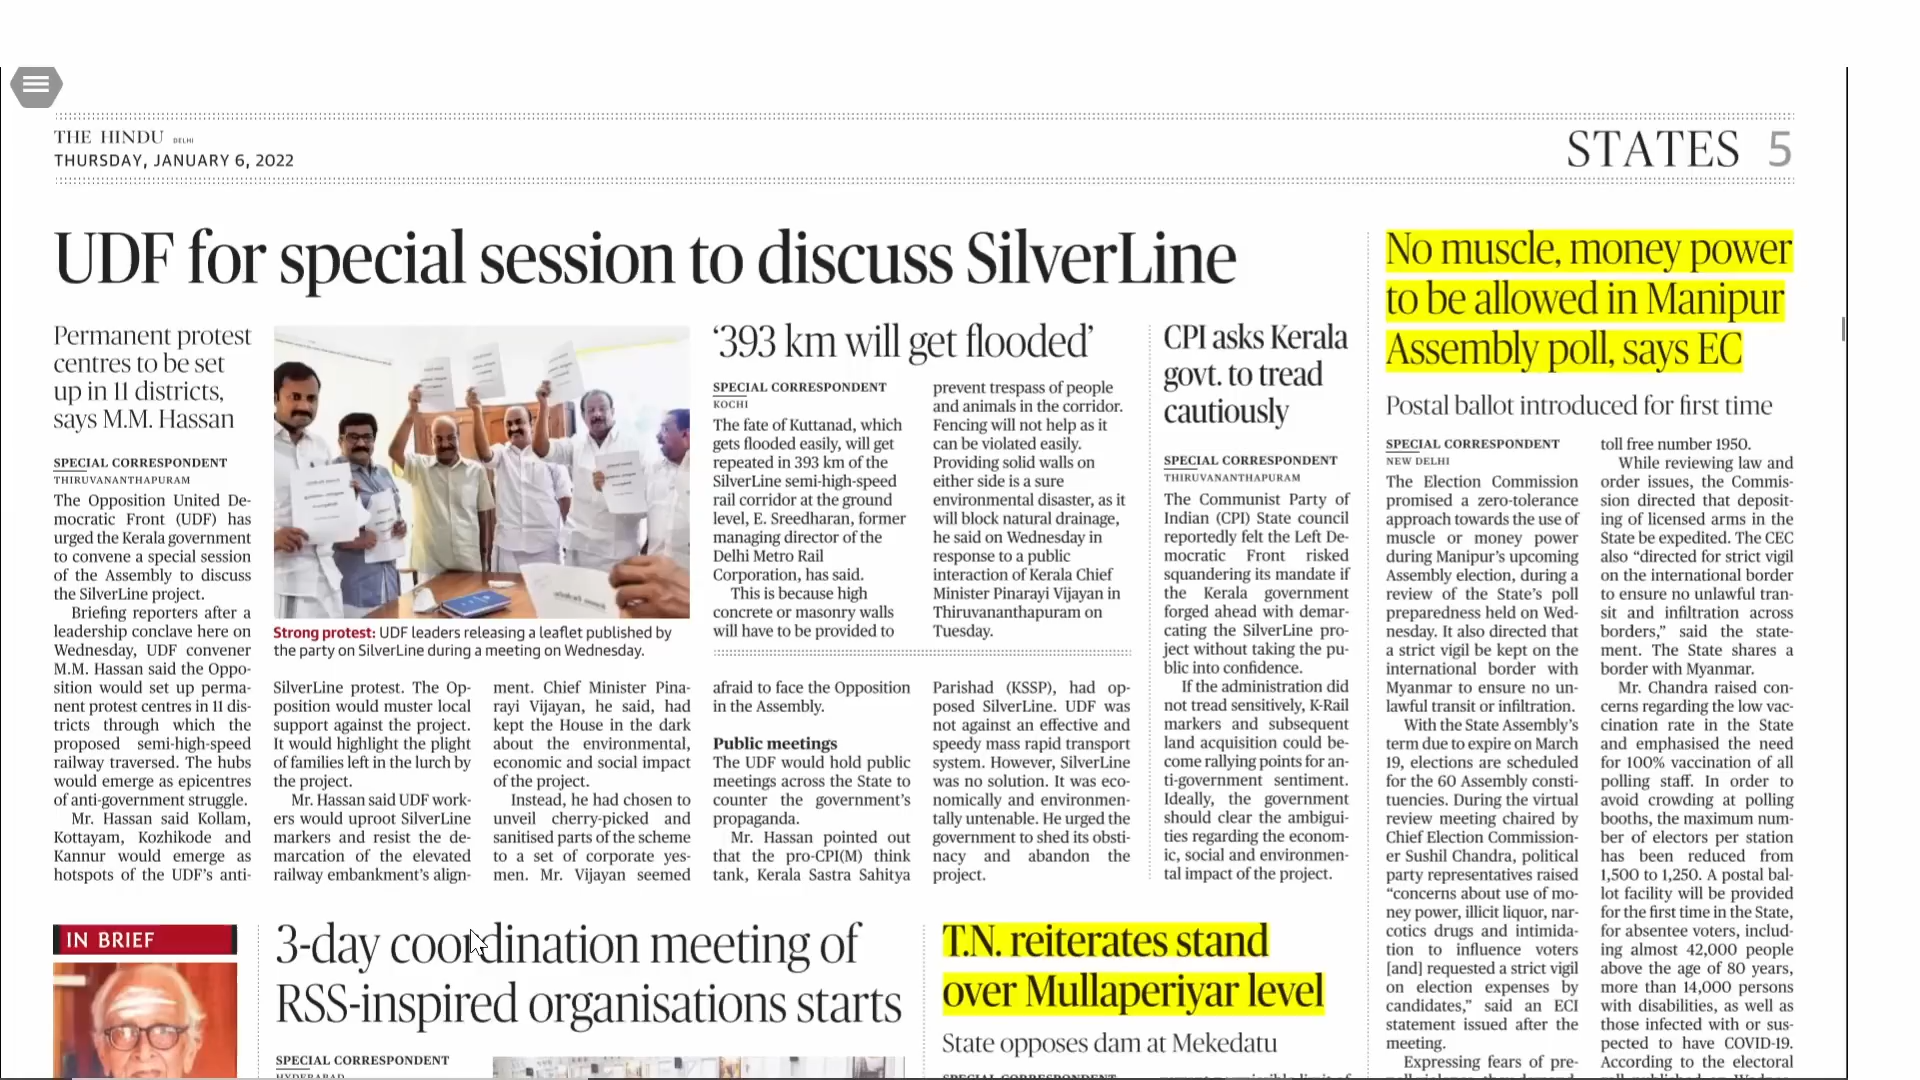 THE HINDU DELHI
THURSDAY, JANUARY 6, 2022
STATES 5
UDF for special session to discuss SilverLine
Permanent protest
centres to be set
up in 11 districts,
says M.M. Hassan
SPECIAL CORRESPONDENT
THIRUVANANTHAPURAM
The Opposition United De-
mocratic Front (UDF) has
urged the Kerala government
to convene a special session
of the Assembly to discuss
the SilverLine project.
Briefing reporters after a
leadership conclave here on
Wednesday, UDF convener
M.M. Hassan said the Oppo-
sition would set up perma-
nent protest centres in 11 dis-
tricts through which the
proposed semi-high-speed
railway traversed. The hubs
would emerge as epicentres
of anti-government struggle.
Mr. Hassan said Kollam,
Kottayam, Kozhikode and
Kannur would emerge as
hotspots of the UDF's anti-
Strong protest: UDF leaders releasing a leaflet published by
the party on SilverLine during a meeting on Wednesday.
SilverLine protest. The Op-
position would muster local
support against the project.
It would highlight the plight
of families left in the lurch by
the project.
Mr. Hassan said UDF work-
ers would uproot SilverLine
markers and resist the de-
marcation of the elevated
railway embankment's align-
ment. Chief Minister Pina-
rayi Vijayan, he said, had
kept the House in the dark
about the environmental,
economic and social impact
of the project.
Instead, he had chosen to
unveil cherry-picked and
sanitised parts of the scheme
to a set of corporate yes-
men. Mr. Vijayan seemed
afraid to face the Opposition
in the Assembly.
Public meetings
The UDF would hold public
meetings across the State to
counter the government's
propaganda.
Mr. Hassan pointed out
that the pro-CPI(M) think
tank, Kerala Sastra Sahitya
Parishad (KSSP), had op-
posed SilverLine. UDF was
not against an effective and
speedy mass rapid transport
system. However, SilverLine
was no solution. It was eco-
nomically and environmen-
tally untenable. He urged the
government to shed its obsti-
nacy and abandon the
project.
‘393 km will get flooded’
SPECIAL CORRESPONDENT
KOCHI
The fate of Kuttanad, which
gets flooded easily, will get
repeated in 393 km of the
SilverLine semi-high-speed
rail corridor at the ground
level, E. Sreedharan, former
managing director of the
Delhi Metro Rail
Corporation, has said.
This is because high
concrete or masonry walls
will have to be provided to
prevent trespass of people
and animals in the corridor.
Fencing will not help as it
can be violated easily.
Providing solid walls on
either side is a sure
environmental disaster, as it
will block natural drainage,
he said on Wednesday in
response to a public
interaction of Kerala Chief
Minister Pinarayi Vijayan in
Thiruvananthapuram on
Tuesday.
CPI asks Kerala
govt. to tread
cautiously
SPECIAL CORRESPONDENT
THIRUVANANTHAPURAM
The Communist Party of
Indian (CPI) State council
reportedly felt the Left De-
mocratic Front risked
squandering its mandate if
the Kerala government
forged ahead with demar-
cating the SilverLine pro-
ject without taking the pu-
blic into confidence.
If the administration did
not tread sensitively, K-Rail
markers and subsequent
land acquisition could be-
come rallying points for an-
ti-government sentiment.
Ideally, the government
should clear the ambigui-
ties regarding the econom-
ic, social and environmen-
tal impact of the project.
No muscle, money power
to be allowed in Manipur
Assembly poll, says EC
Postal ballot introduced for first time
SPECIAL CORRESPONDENT
NEW DELHI
The Election Commission
promised a zero-tolerance
approach towards the use of
muscle or money power
during Manipur's upcoming
Assembly election, during a
review of the State's poll
preparedness held on Wed-
nesday. It also directed that
a strict vigil be kept on the
international border with
Myanmar to ensure no un-
lawful transit or infiltration.
With the State Assembly's
term due to expire on March
19, elections are scheduled
for the 60 Assembly consti-
tuencies. During the virtual
review meeting chaired by
Chief Election Commission-
er Sushil Chandra, political
party representatives raised
“concerns about use of mo-
ney power, illicit liquor, nar-
cotics drugs and intimida-
tion to influence voters
[and] requested a strict vigil
on election expenses by
candidates,” said an ECI
statement issued after the
meeting.
Expressing fears of pre-
toll free number 1950.
While reviewing law and
order issues, the Commis-
sion directed that deposit-
ing of licensed arms in the
State be expedited. The CEC
also “directed for strict vigil
on the international border
to ensure no unlawful tran-
sit and infiltration across
borders,” said the state-
ment. The State shares a
border with Myanmar.
Mr. Chandra raised con-
cerns regarding the low vac-
cination rate in the State
and emphasised the need
for 100% vaccination of all
polling staff. In order to
avoid crowding at polling
booths, the maximum num-
ber of electors per station
has been reduced from
1,500 to 1,250. A postal bal-
lot facility will be provided
for the first time in the State,
for absentee voters, includ-
ing almost 42,000 people
above the age of 80 years,
more than 14,000 persons
with disabilities, as well as
those infected with or sus-
pected to have COVID-19.
According to the electoral
IN BRIEF
3-day coordination meeting of
RSS-inspired organisations starts
SPECIAL CORRESPONDENT
HYDERABAD
T.N. reiterates stand
over Mullaperiyar level
State opposes dam at Mekedatu
SPECIAL CORRESPONDENT